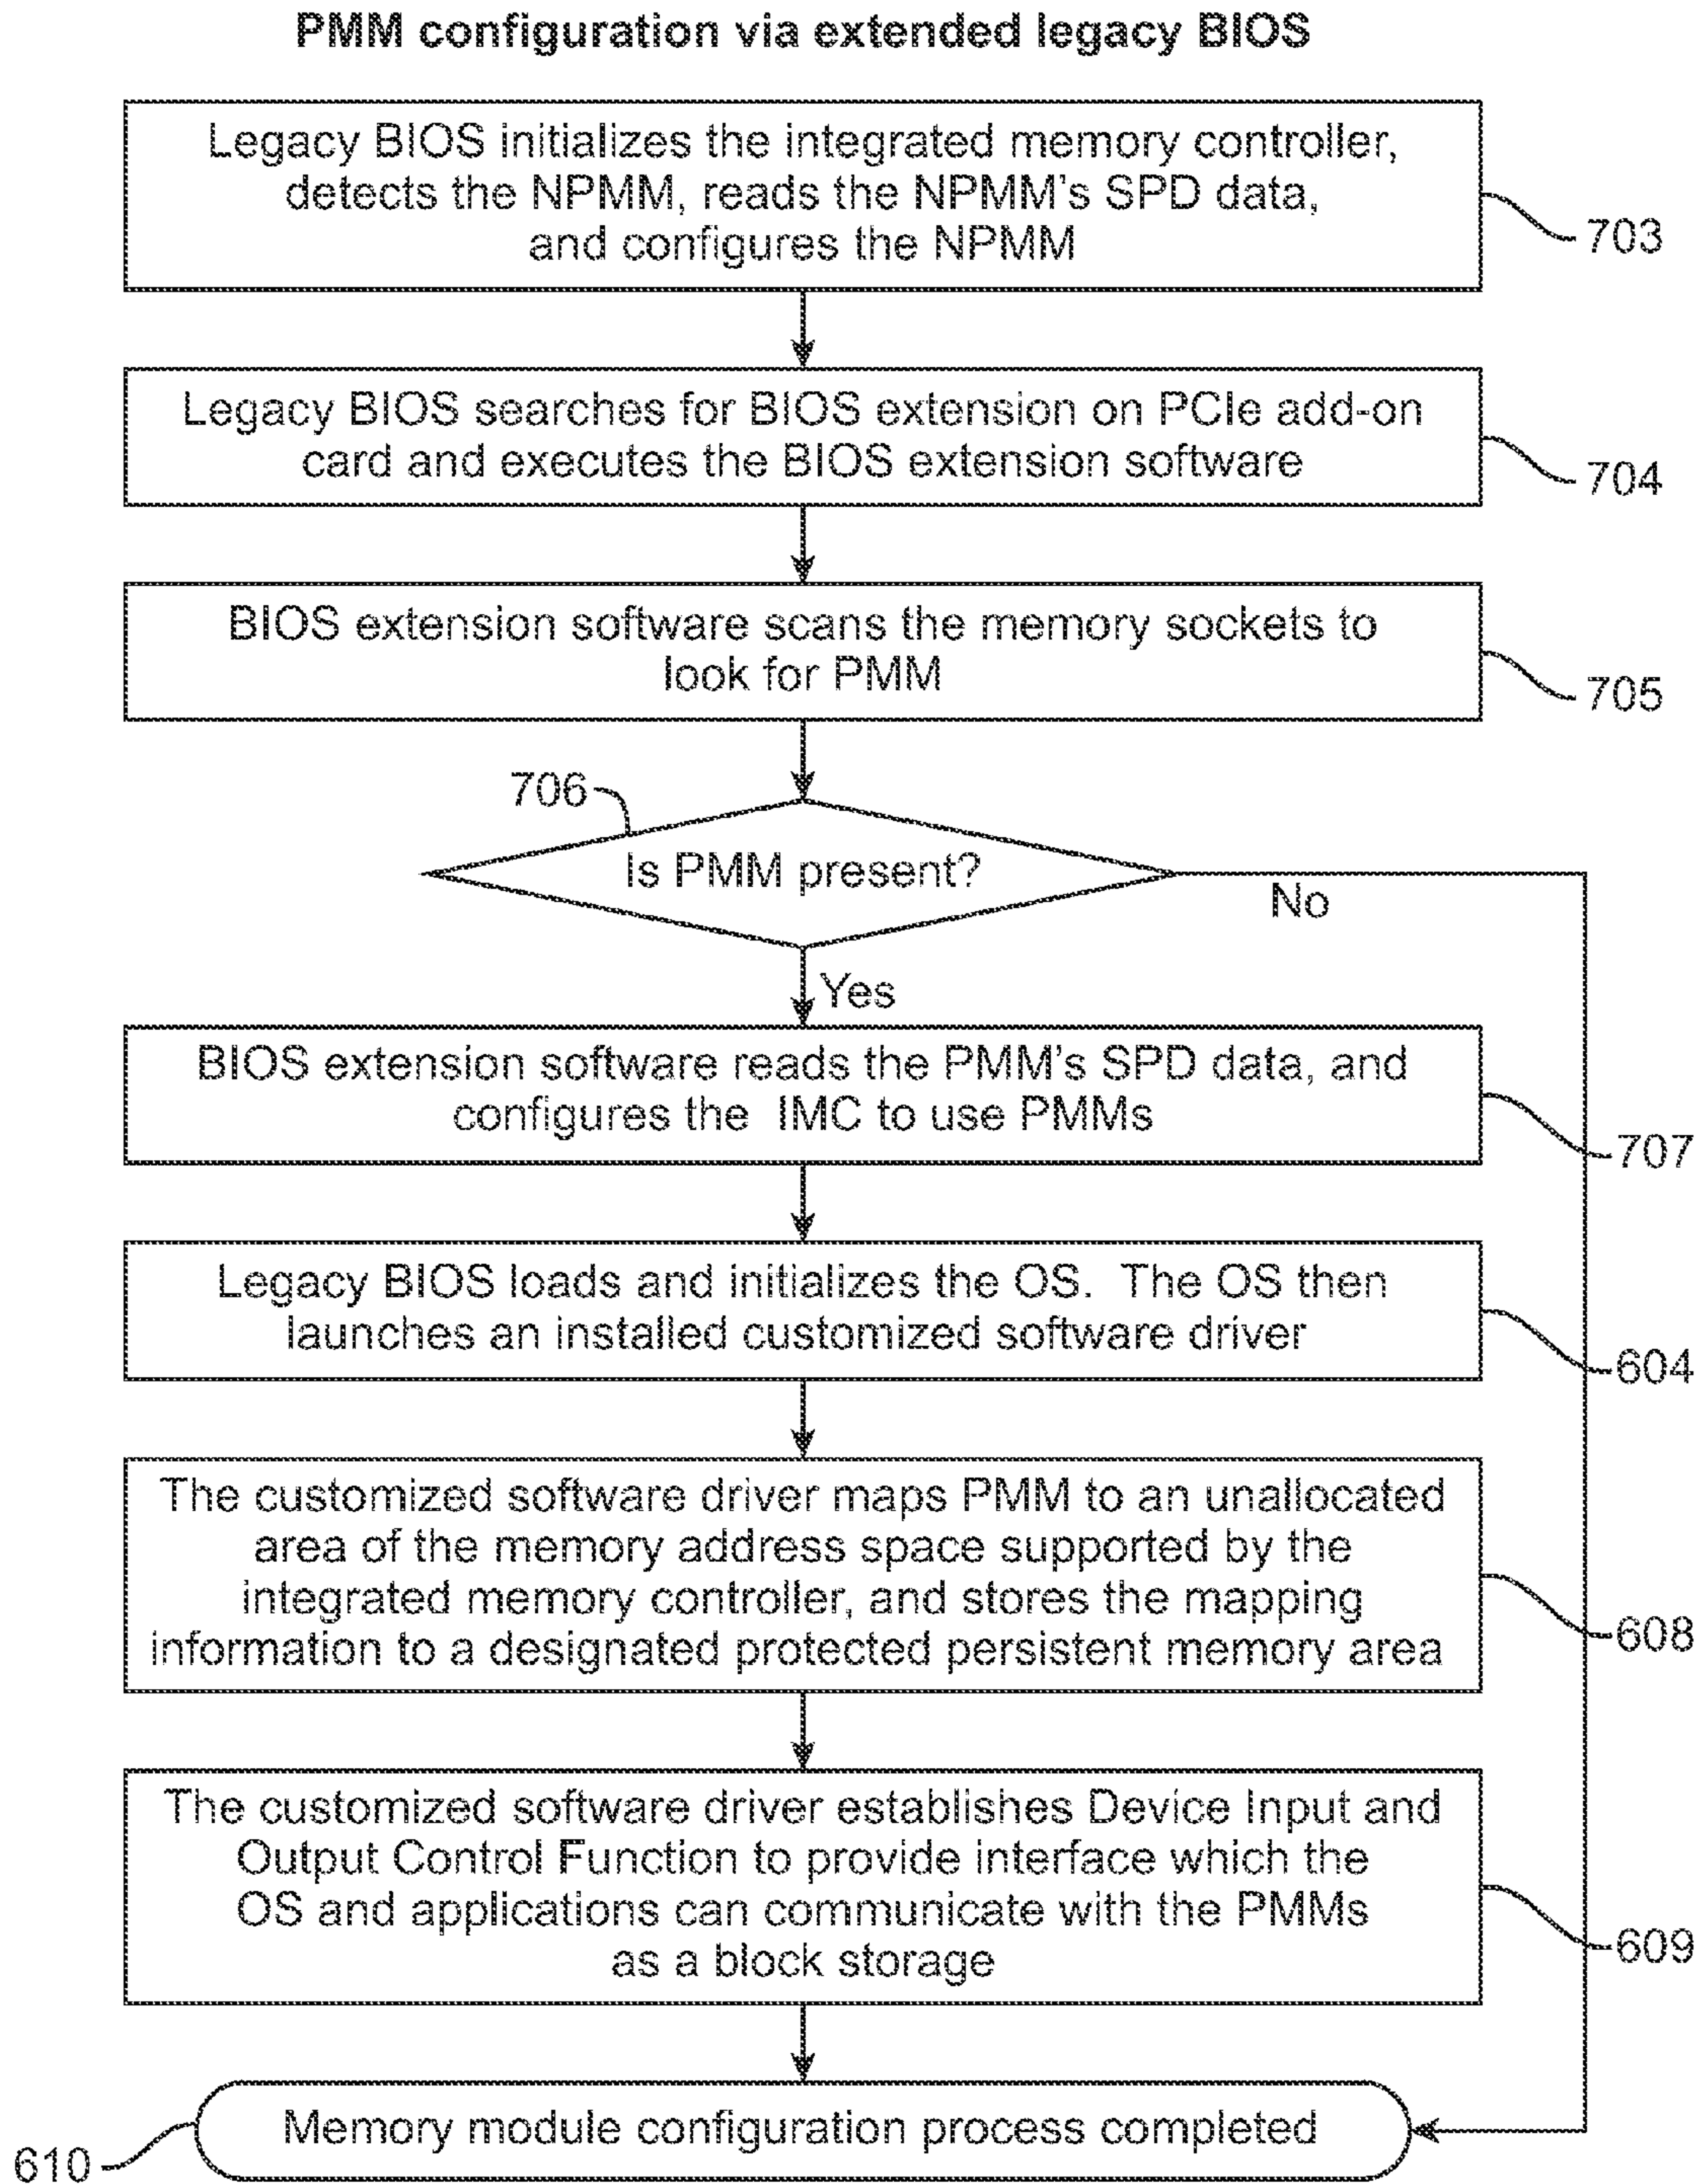 PMM configuration via extended legacy BIOS
Legacy BIOS initializes the integrated memory controller,
detects the NPMM, reads the NPMM's SPD data,
and configures the NPMM
703
Legacy BIOS searches for BIOS extension on PCIe add-on
card and executes the BIOS extension software
704
BIOS extension software scans the memory sockets to
look for PMM
705
706
Is PMM present?
No
Yes
BIOS extension software reads the PMM's SPD data, and
configures the IMC to use PMMs
707
Legacy BIOS loads and initializes the OS. The OS then
launches an installed customized software driver
604
The customized software driver maps PMM to an unallocated
area of the memory address space supported by the
integrated memory controller, and stores the mapping
information to a designated protected persistent memory area
608
The customized software driver establishes Device Input and
Output Control Function to provide interface which the
OS and applications can communicate with the PMMs
as a block storage
609
Memory module configuration process completed
610